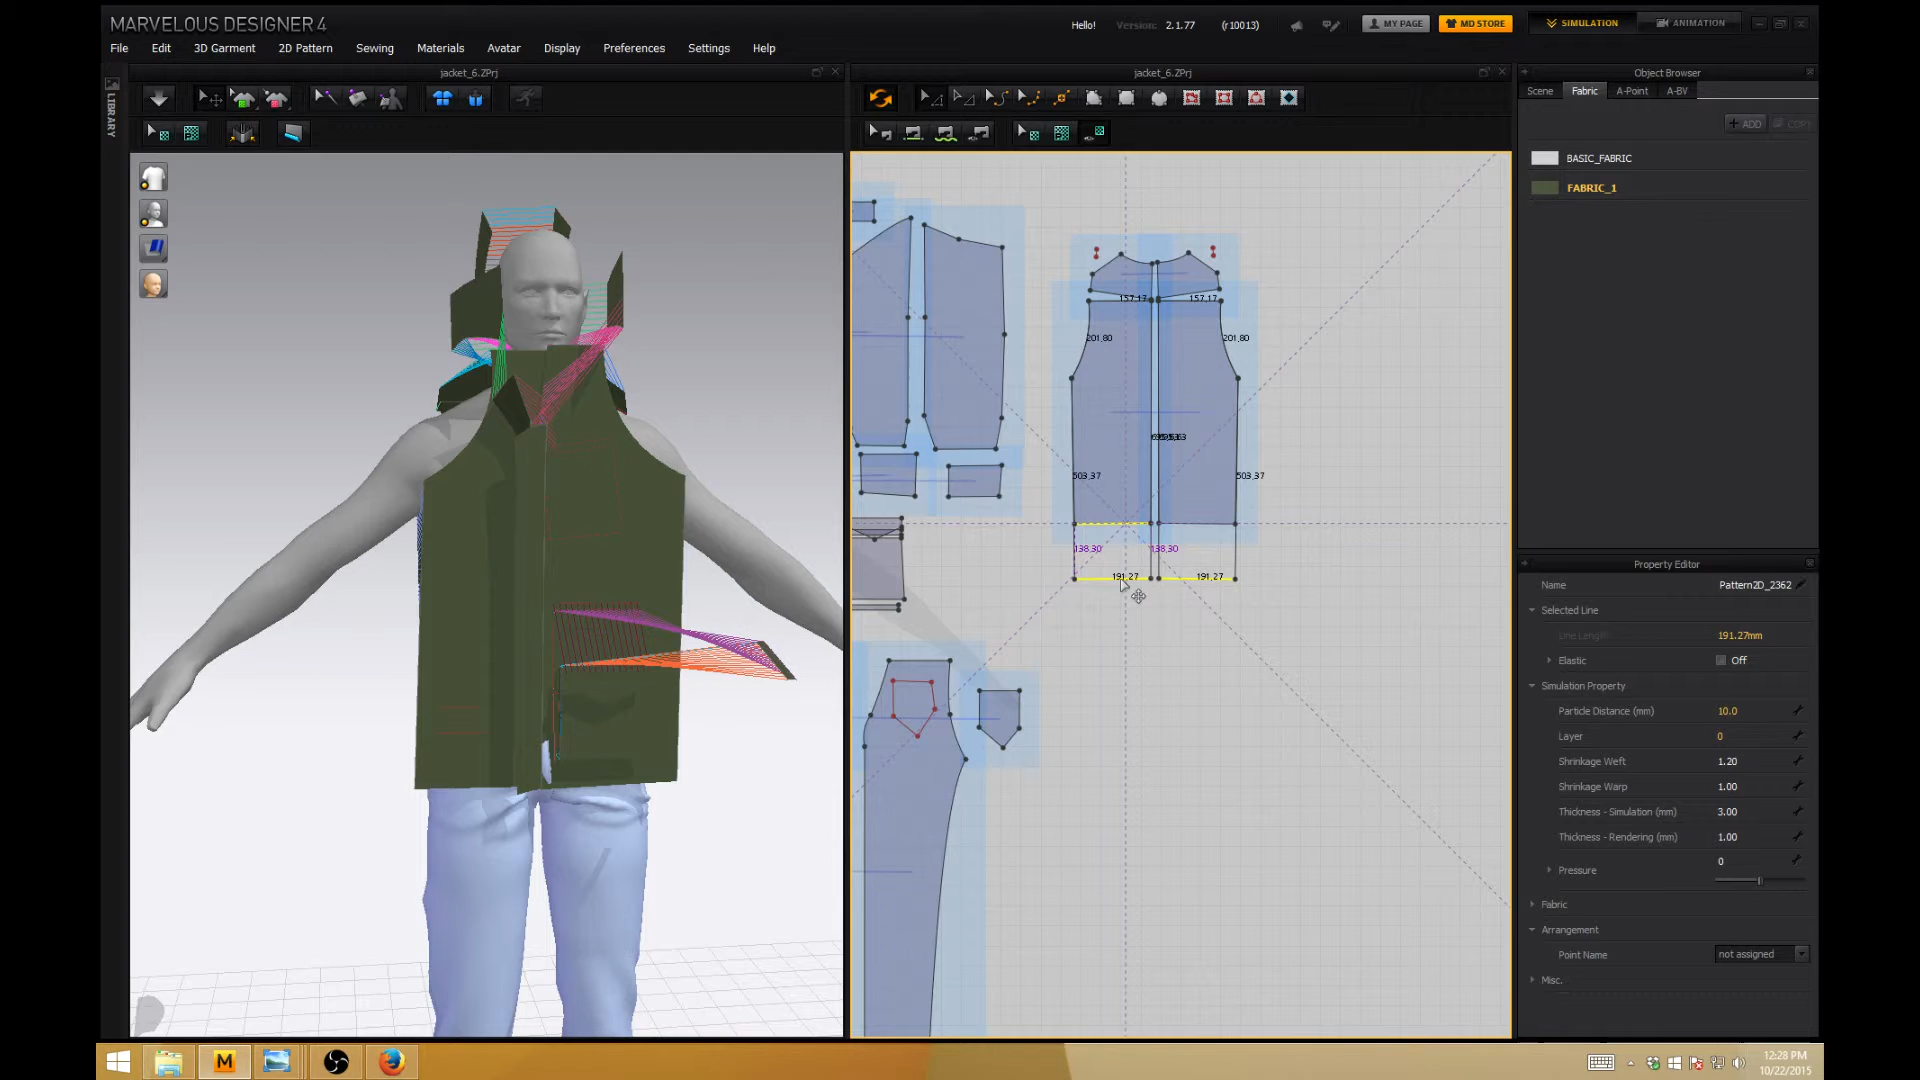 MARVELOUS DESIGNER 4
Hello! Version: 2.1.77 (r10013) MY PAGE MD STORE SIMULATION ANIMATION
File Edit 3D Garment 2D Pattern Sewing Materials Avatar Display Preferences Settings Help
jacket_6.ZPrj
jacket_6.ZPrj
Object Browser
LIBRARY
Scene Fabric A-Point A-BV
+ ADD COPY
BASIC_FABRIC
FABRIC_1
157.17 157.17
201.80 201.80
503.37 503.37
138.30 138.30
191.27 191.27
Property Editor
Name Pattern2D_2362
Selected Line
Line Length 191.27mm
Elastic Off
Simulation Property
Particle Distance (mm) 10.0
Layer 0
Shrinkage Weft 1.20
Shrinkage Warp 1.00
Thickness - Simulation (mm) 3.00
Thickness - Rendering (mm) 1.00
Pressure 0
Fabric
Arrangement
Point Name not assigned
Misc.
M
12:28 PM
10/22/2015